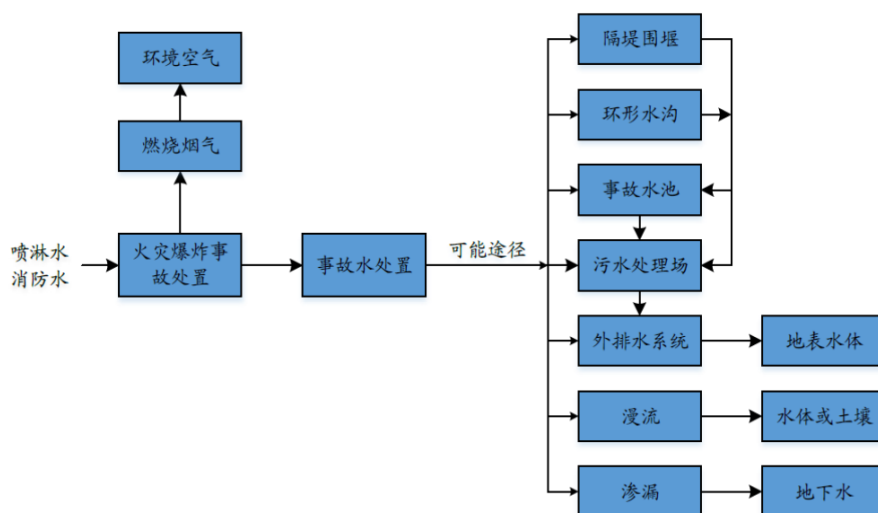 环境空气
燃烧烟气
喷淋水
消防水
火灾爆炸事
故处置
事故水处置
可能途径
隔堤围堰
环形水沟
事故水池
污水处理场
外排水系统
地表水体
漫流
水体或土壤
渗漏
地下水